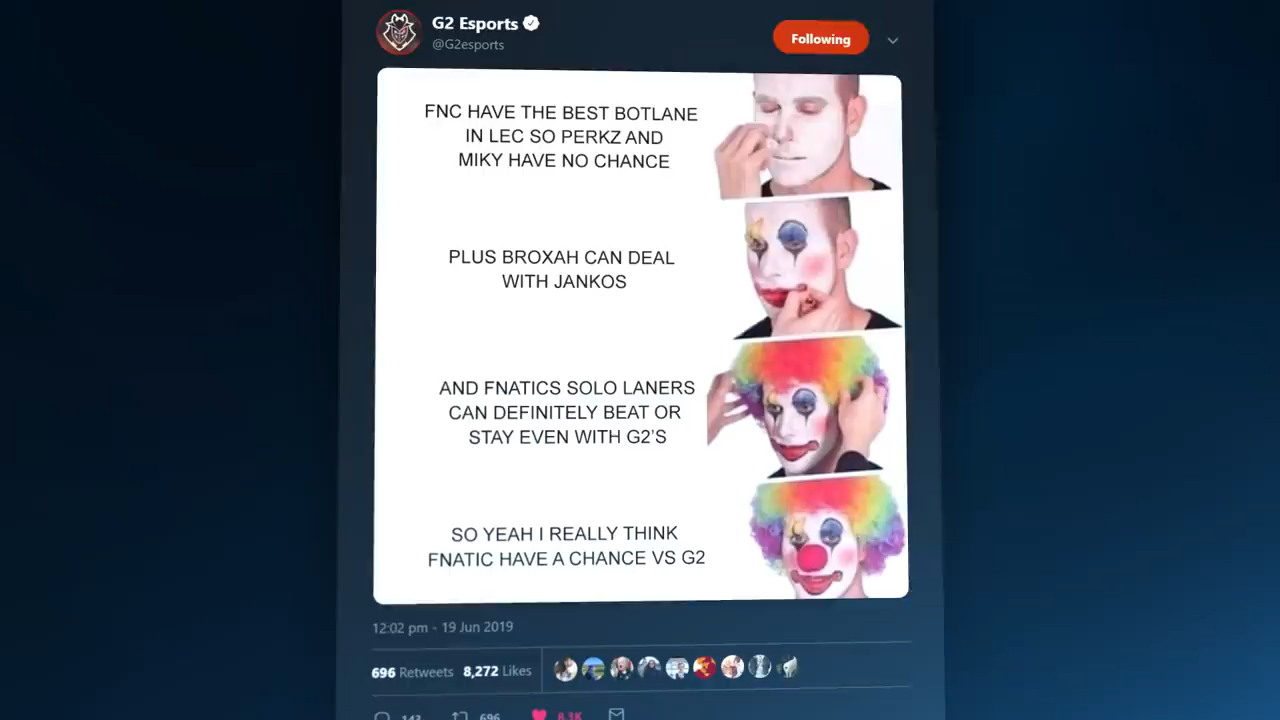 G2 Esports
@G2esports
Following
FNC HAVE THE BEST BOTLANE
IN LEC SO PERKZ AND
MIKY HAVE NO CHANCE
PLUS BROXAH CAN DEAL
WITH JANKOS
AND FNATICS SOLO LANERS
CAN DEFINITELY BEAT OR
STAY EVEN WITH G2'S
SO YEAH I REALLY THINK
FNATIC HAVE A CHANCE VS G2
12:02 pm - 19 Jun 2019
696 Retweets 8,272 Likes
143 696 8.3K